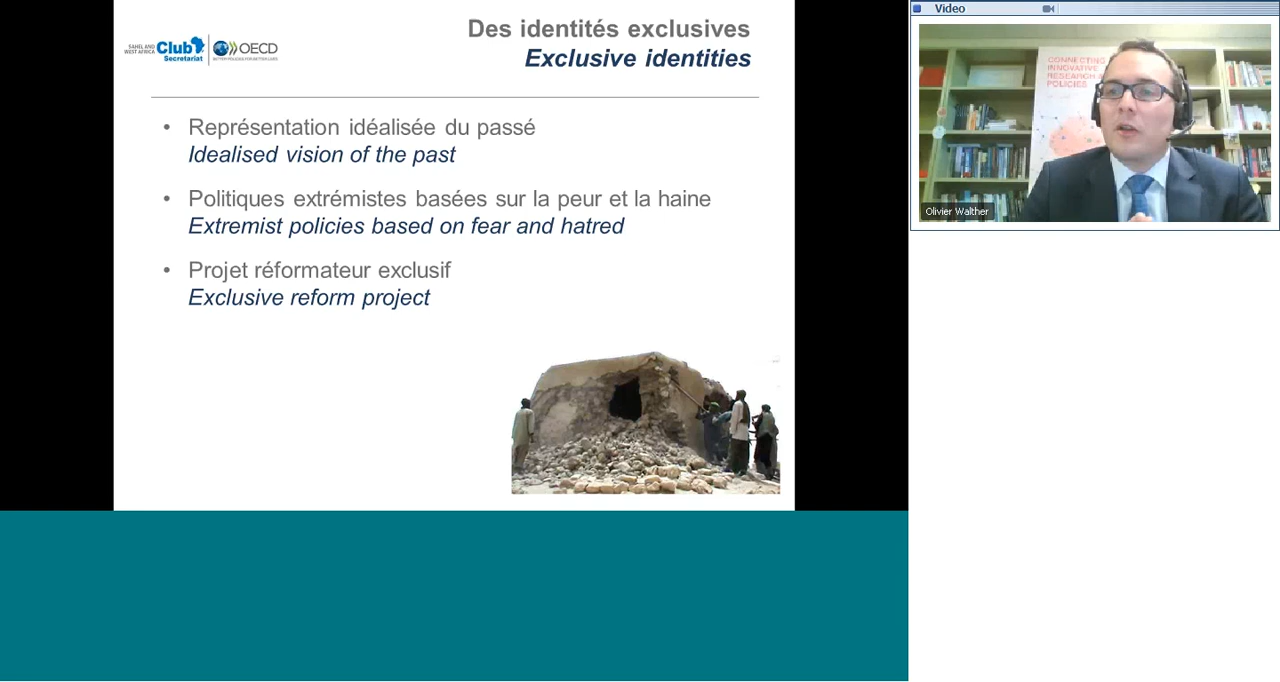 Des identités exclusives
Exclusive identities
SAHEL AND
WEST AFRICA
Club
Secretariat
OECD
BETTER POLICIES FOR BETTER LIVES
• Représentation idéalisée du passé
Idealised vision of the past
• Politiques extrémistes basées sur la peur et la haine
Extremist policies based on fear and hatred
• Projet réformateur exclusif
Exclusive reform project
Video
CONNECTING
INNOVATIVE
RESEARCH
POLICIES
Olivier Walther